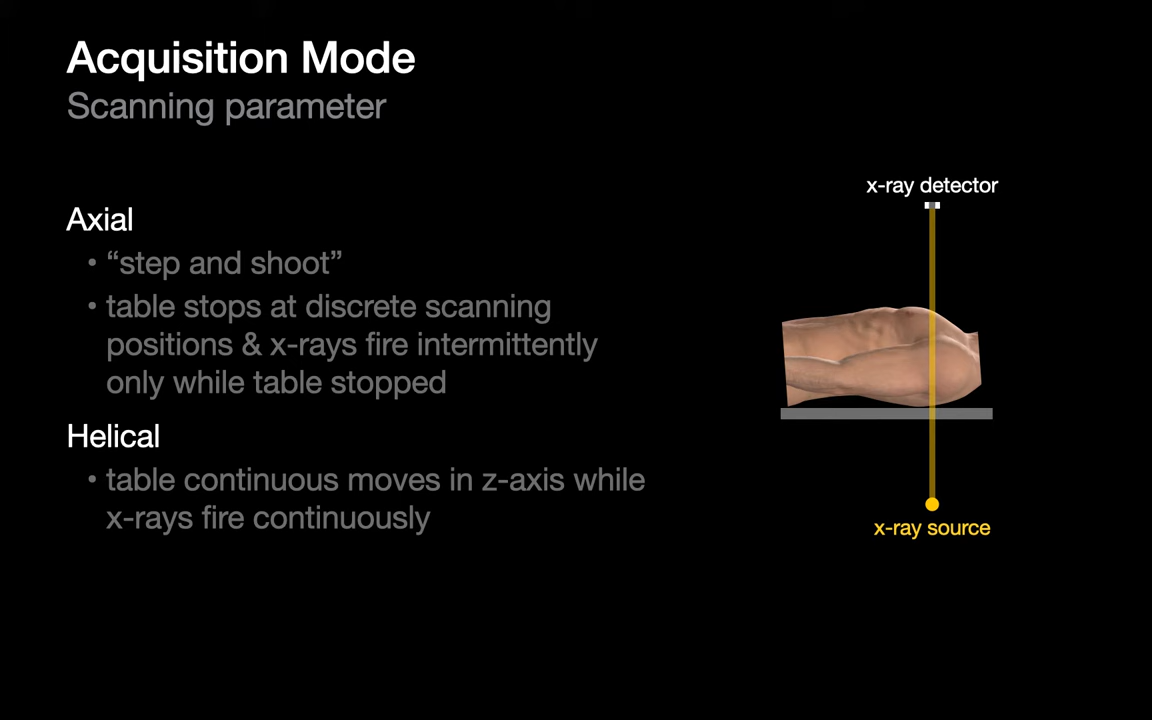 Acquisition Mode
Scanning parameter
Axial
• “step and shoot”
• table stops at discrete scanning
positions & x-rays fire intermittently
only while table stopped
Helical
• table continuous moves in z-axis while
x-rays fire continuously
x-ray detector
x-ray source